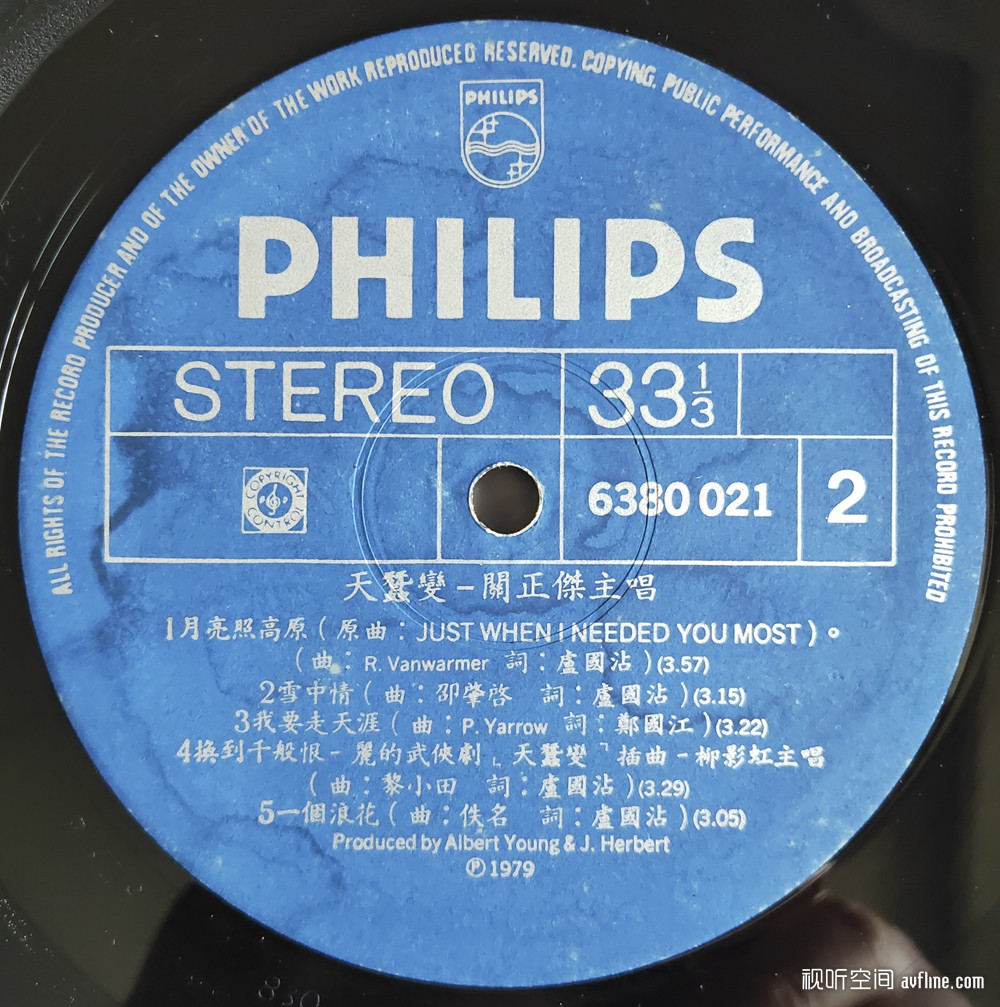 ALL RIGHTS OF THE RECORD PRODUCER AND OF THE OWNER OF THE WORK REPRODUCED RESERVED. COPYING, PUBLIC PERFORMANCE AND BROADCASTING OF THIS RECORD PROHIBITED
PHILIPS
PHILIPS
STEREO 33 1/3
COPYRIGHT CONTROL 6380 021 2
天蠶變-關正傑主唱
1月亮照高原(原曲:JUST WHEN I NEEDED YOU MOST)。
(曲:R. Vanwarmer 詞:盧國沾)(3.57)
2雪中情(曲:邵肇啓 詞:盧國沾)(3.15)
3我要走天涯(曲:P. Yarrow 詞:鄭國江)(3.22)
4換到千般恨-麗的武俠劇「天蠶變」插曲-柳影虹主唱
(曲:黎小田 詞:盧國沾)(3.29)
5一個浪花(曲:佚名 詞:盧國沾)(3.05)
Produced by Albert Young & J. Herbert
℗1979
830
视听空间 avfline.com